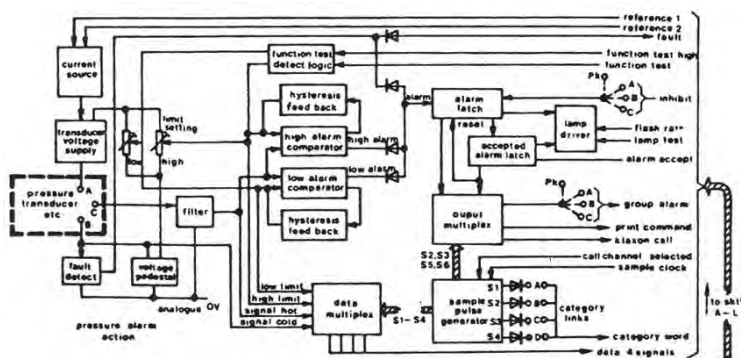 reference 1
reference 2
fault
function test high
function test
current source
function test detect logic
transducer voltage supply
limit setting
low
high
hysteresis feed back
high alarm comparator
high alarm
low alarm comparator
low alarm
hysteresis feed back
alarm
alarm latch
reset
accepted alarm latch
lamp driver
Pk
A
B
C
inhibit
flash rate
lamp test
alarm accept
pressure transducer etc
A
C
B
filter
fault detect
voltage pedestal
analogue OV
pressure alarm action
ouput multiplex
Pk
A
B
C
group alarm
print command
klaxon call
S2,S3
S5,S6
call channel selected
sample clock
low limit
high limit
signal hot
signal cold
data multiplex
S1-S4
sample pulse generator
S1
S2
S3
S4
A
B
C
D
category links
category word
data 4 signals
to skts
A-L